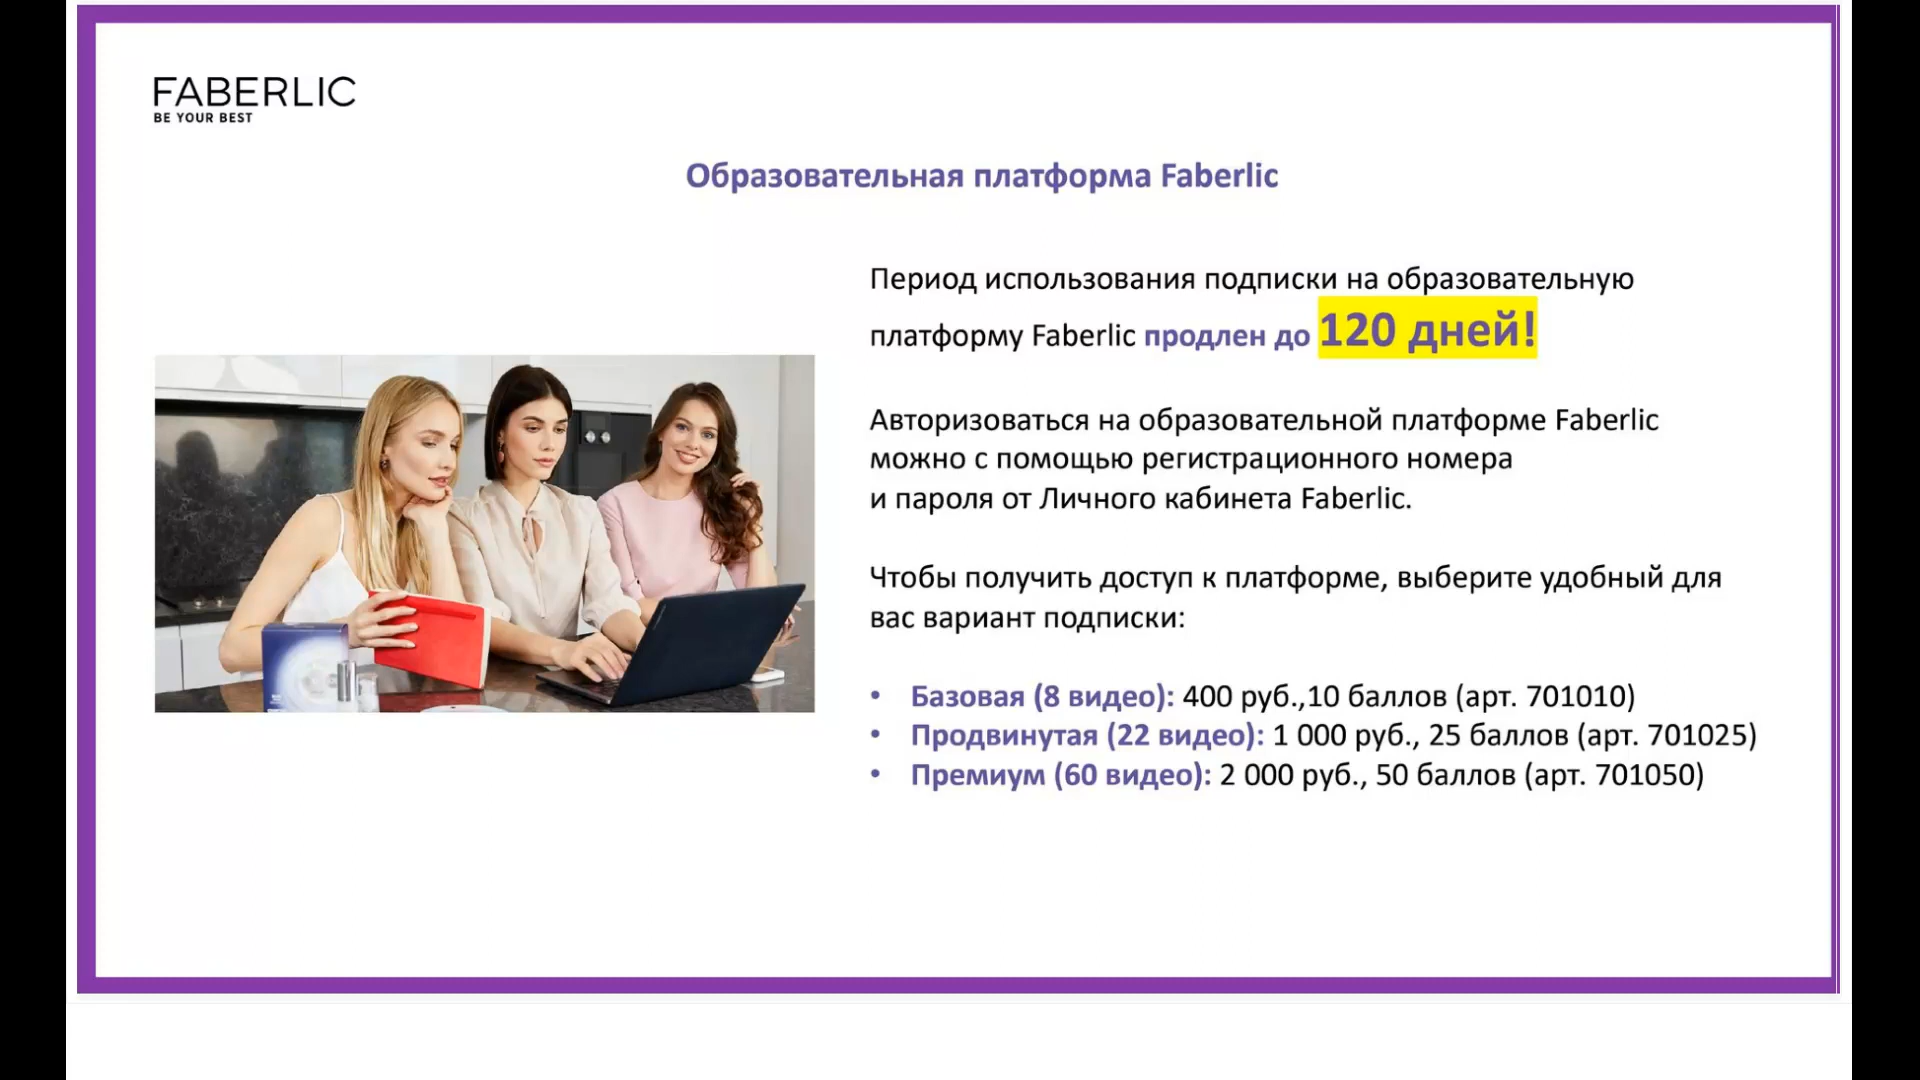 FABERLIC
BE YOUR BEST
Образовательная платформа Faberlic
Период использования подписки на образовательную
платформу Faberlic продлен до 120 дней!
Авторизоваться на образовательной платформе Faberlic
можно с помощью регистрационного номера
и пароля от Личного кабинета Faberlic.
Чтобы получить доступ к платформе, выберите удобный для
вас вариант подписки:
• Базовая (8 видео): 400 руб.,10 баллов (арт. 701010)
• Продвинутая (22 видео): 1 000 руб., 25 баллов (арт. 701025)
• Премиум (60 видео): 2 000 руб., 50 баллов (арт. 701050)